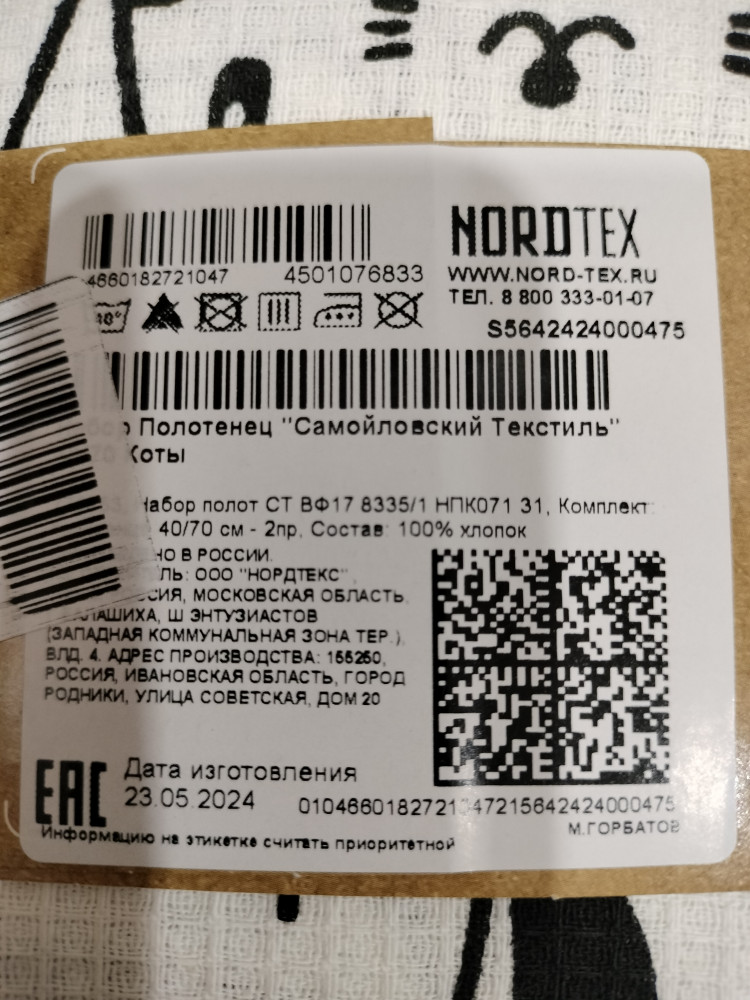 NORDTEX
4660182721047 4501076833
WWW.NORD-TEX.RU
ТЕЛ. 8 800 333-01-07
40°
S5642424000475
Полотенец "Самойловский Текстиль"
Коты
Набор полот СТ ВФ17 8335/1 НПК071 31, Комплект:
40/70 см - 2пр, Состав: 100% хлопок
В РОССИИ.
ООО "НОРДТЕКС",
МОСКОВСКАЯ ОБЛАСТЬ,
Ш ЭНТУЗИАСТОВ
(ЗАПАДНАЯ КОММУНАЛЬНАЯ ЗОНА ТЕР.),
ВЛД. 4. АДРЕС ПРОИЗВОДСТВА: 155250,
РОССИЯ, ИВАНОВСКАЯ ОБЛАСТЬ, ГОРОД
РОДНИКИ, УЛИЦА СОВЕТСКАЯ, ДОМ 20
EAC
Дата изготовления
23.05.2024
М.ГОРБАТОВ
Информацию на этикетке считать приоритетной